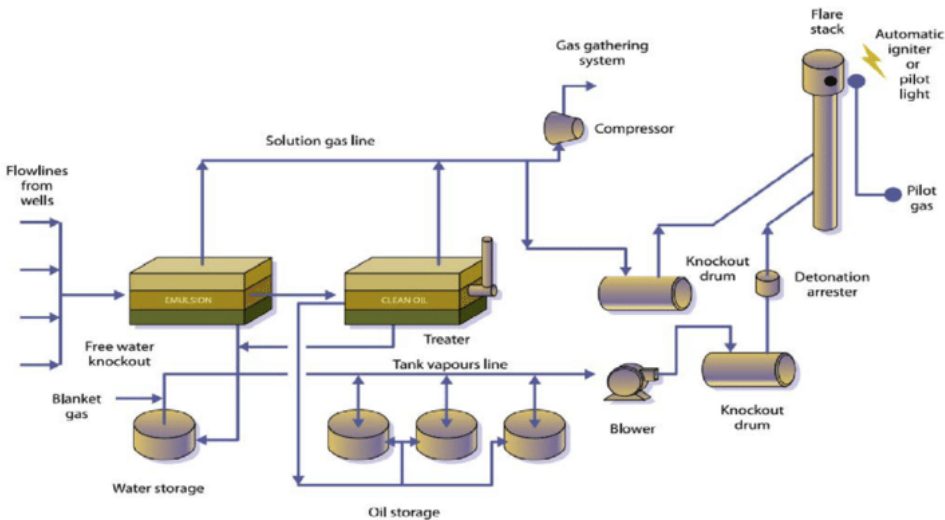 Flare
stack
Automatic
igniter
or
pilot
light
Gas gathering
system
Compressor
Solution gas line
Flowlines
from
wells
Pilot
gas
Knockout
drum
Detonation
arrester
EMULSION
CLEAN OIL
Free water
knockout
Treater
Tank vapours line
Blanket
gas
Blower
Knockout
drum
Water storage
Oil storage